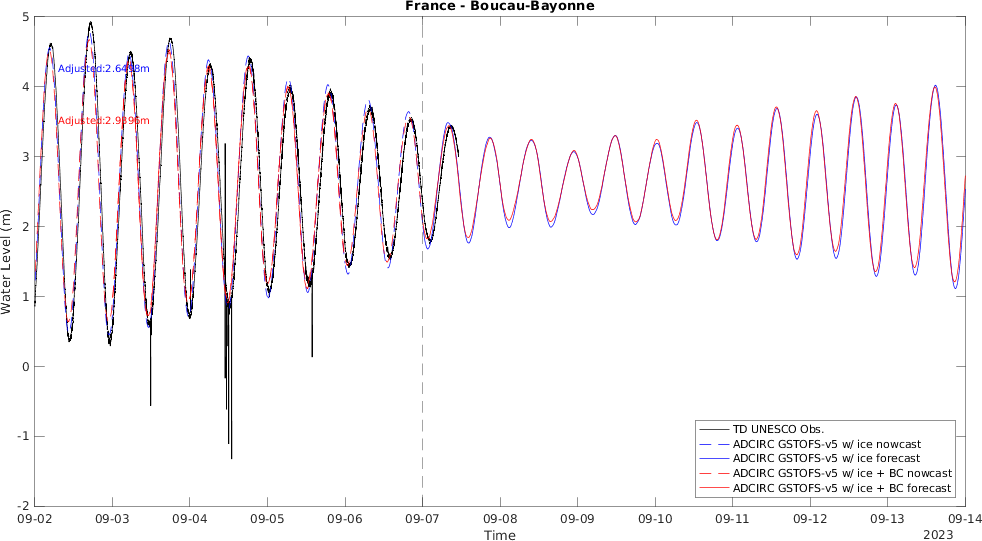 France - Boucau-Bayonne
5
4
3
2
1
0
-1
-2
Water Level (m)
Adjusted:2.6498m
Adjusted:2.9396m
TD UNESCO Obs.
ADCIRC GSTOFS-v5 w/ ice nowcast
ADCIRC GSTOFS-v5 w/ ice forecast
ADCIRC GSTOFS-v5 w/ ice + BC nowcast
ADCIRC GSTOFS-v5 w/ ice + BC forecast
09-02 09-03 09-04 09-05 09-06 09-07 09-08 09-09 09-10 09-11 09-12 09-13 09-14
Time
2023